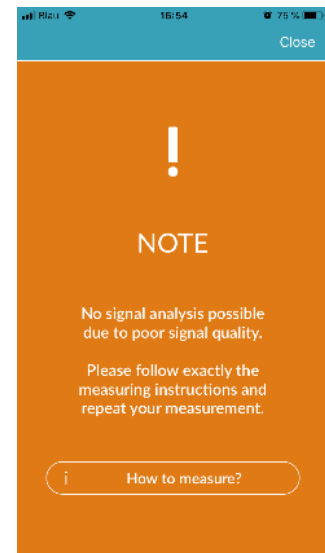 Blau 16:54 75 %
Close
!
NOTE
No signal analysis possible
due to poor signal quality.
Please follow exactly the
measuring instructions and
repeat your measurement.
i How to measure?